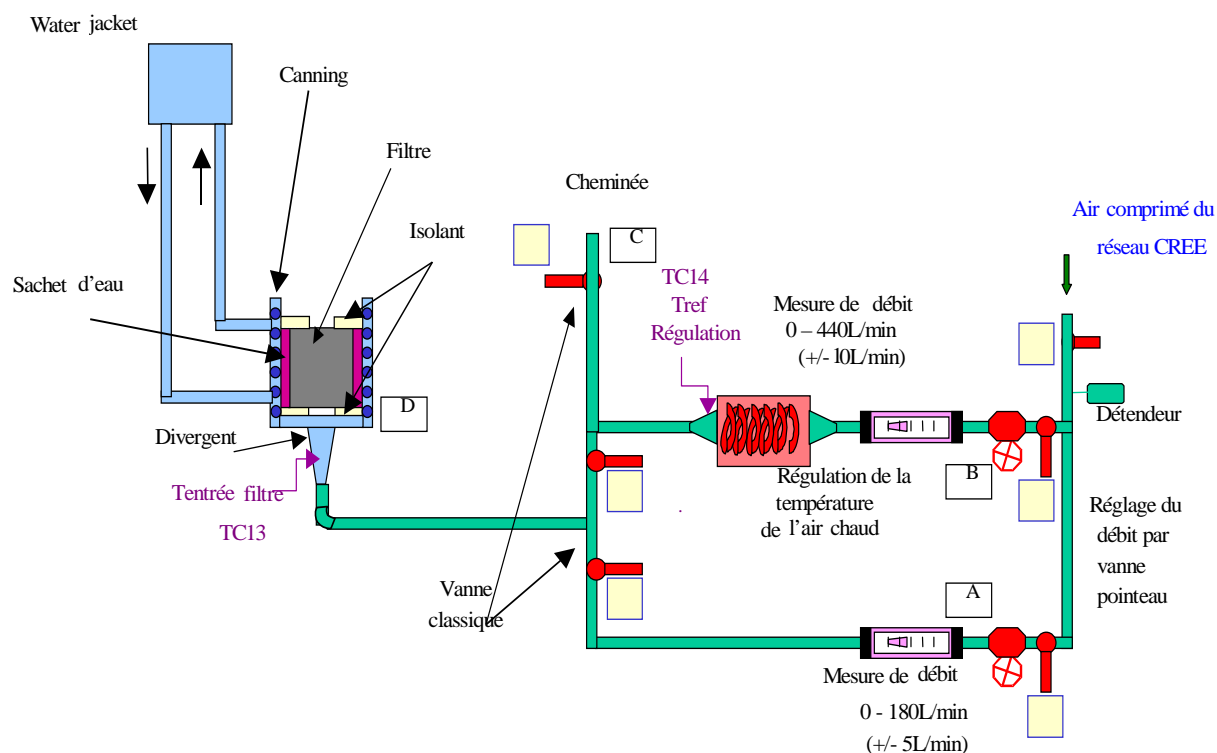 Water jacket
Canning
Filtre
Cheminée
Air comprimé du
réseau CREE
Isolant
C
Sachet d’eau
TC14
Tref
Régulation
Mesure de débit
0 – 440L/min
(+/- 10L/min)
D
Détendeur
Divergent
Tentrée filtre
TC13
B
Régulation de la
température
de l’air chaud
Réglage du
débit par
vanne
pointeau
Vanne
classique
A
Mesure de débit
0 - 180L/min
(+/- 5L/min)